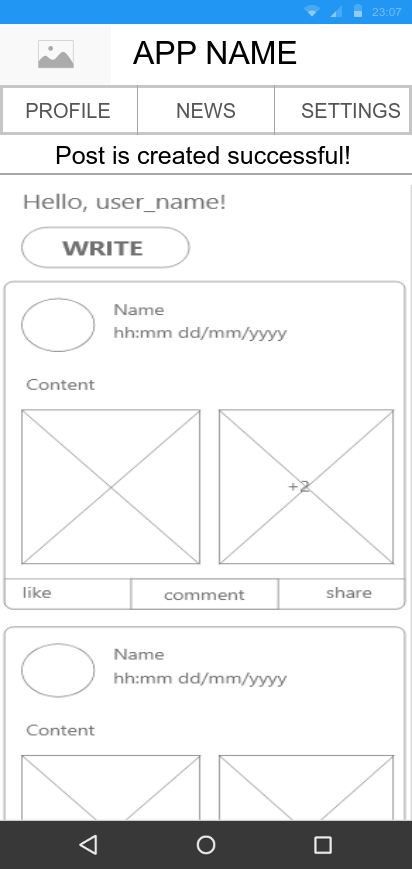 23:07
APP NAME
PROFILE NEWS SETTINGS
Post is created successful!
Hello, user_name!
WRITE
Name
hh:mm dd/mm/yyyy
Content
+2
like comment share
Name
hh:mm dd/mm/yyyy
Content